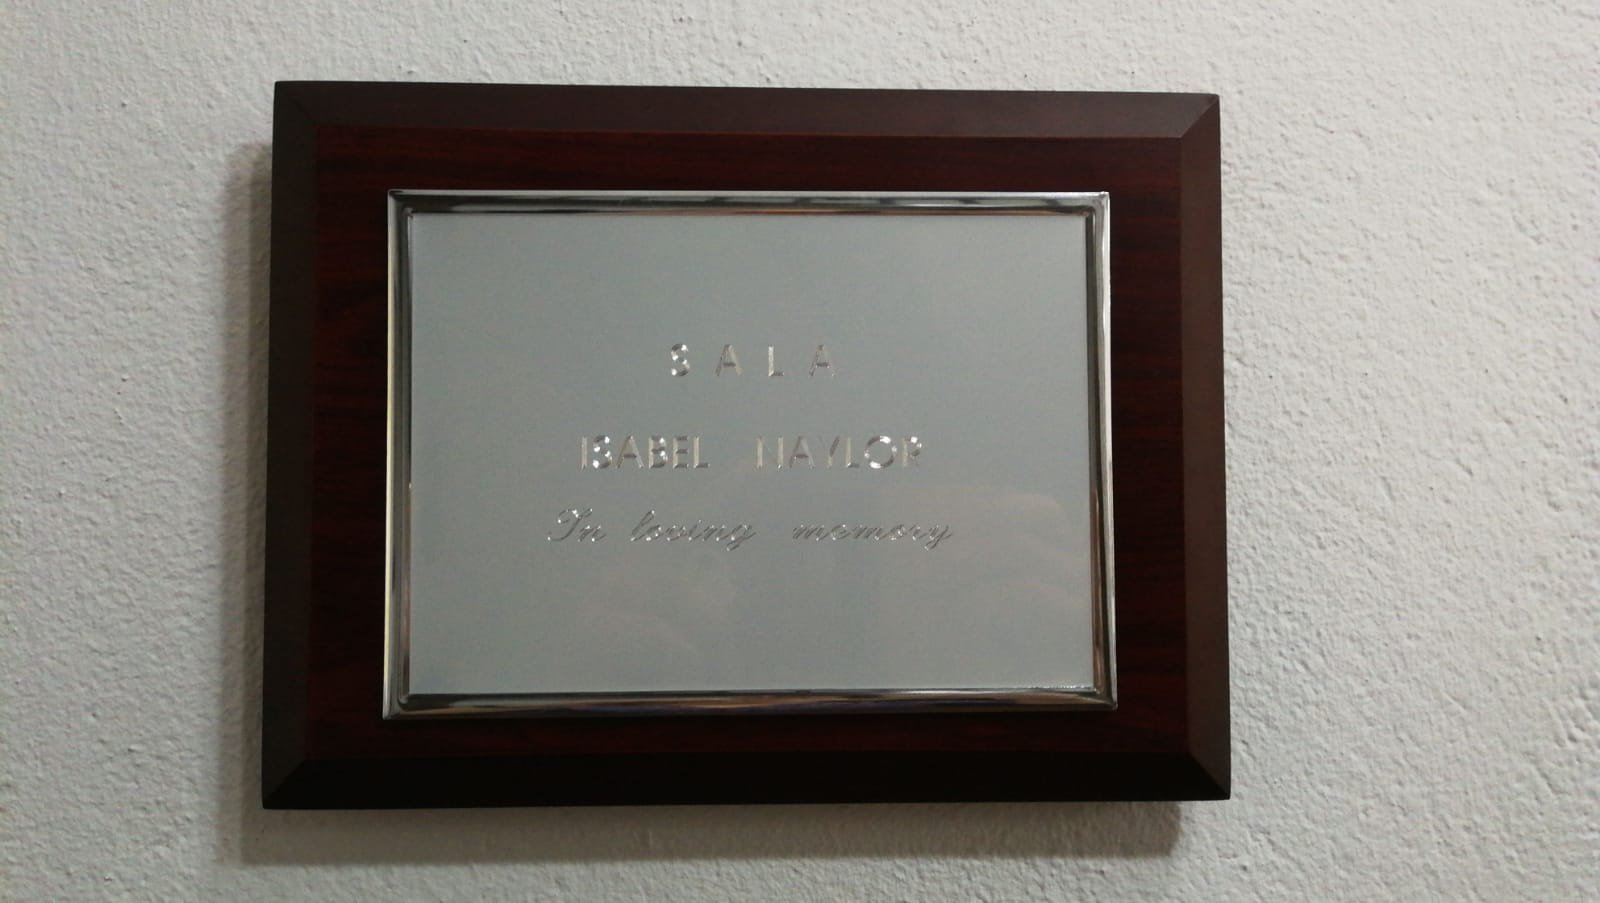 SALA
ISABEL NAYLOR
In loving memory